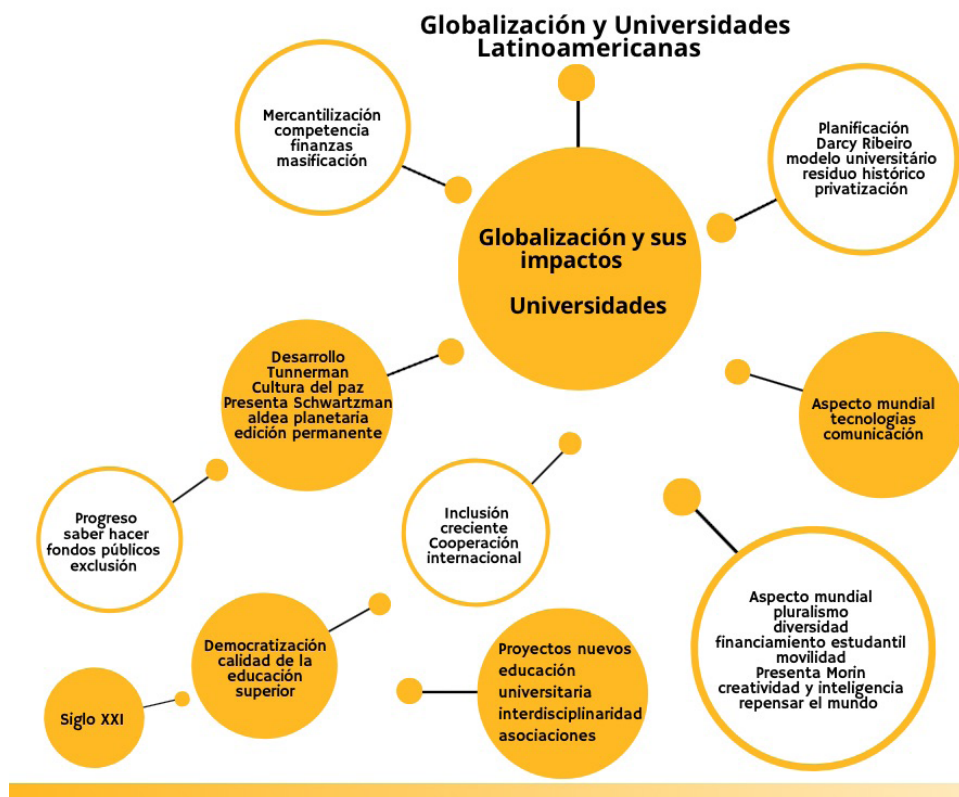 Globalización y Universidades
Latinoamericanas
Mercantilización
competencia
finanzas
masificación
Planificación
Darcy Ribeiro
modelo universitário
residuo histórico
privatización
Globalización y sus
impactos
Universidades
Desarrollo
Tunnerman
Cultura del paz
Presenta Schwartzman
aldea planetaria
edición permanente
Aspecto mundial
tecnologias
comunicación
Progreso
saber hacer
fondos públicos
exclusión
Inclusión
creciente
Cooperación
internacional
Aspecto mundial
pluralismo
diversidad
financiamiento estudantil
movilidad
Presenta Morin
creatividad y inteligencia
repensar el mundo
Democratización
calidad de la
educación
superior
Proyectos nuevos
educación
universitaria
interdisciplinaridad
asociaciones
Siglo XXI